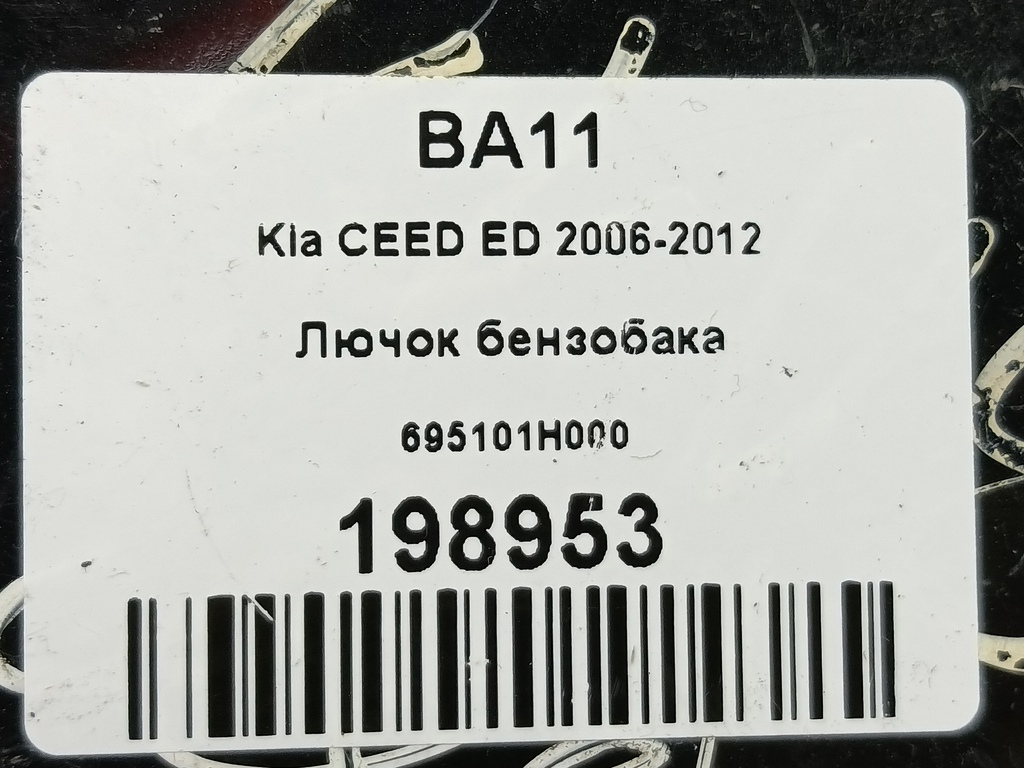 BA11
Kia CEED ED 2006-2012
Лючок бензобака
695101H000
198953